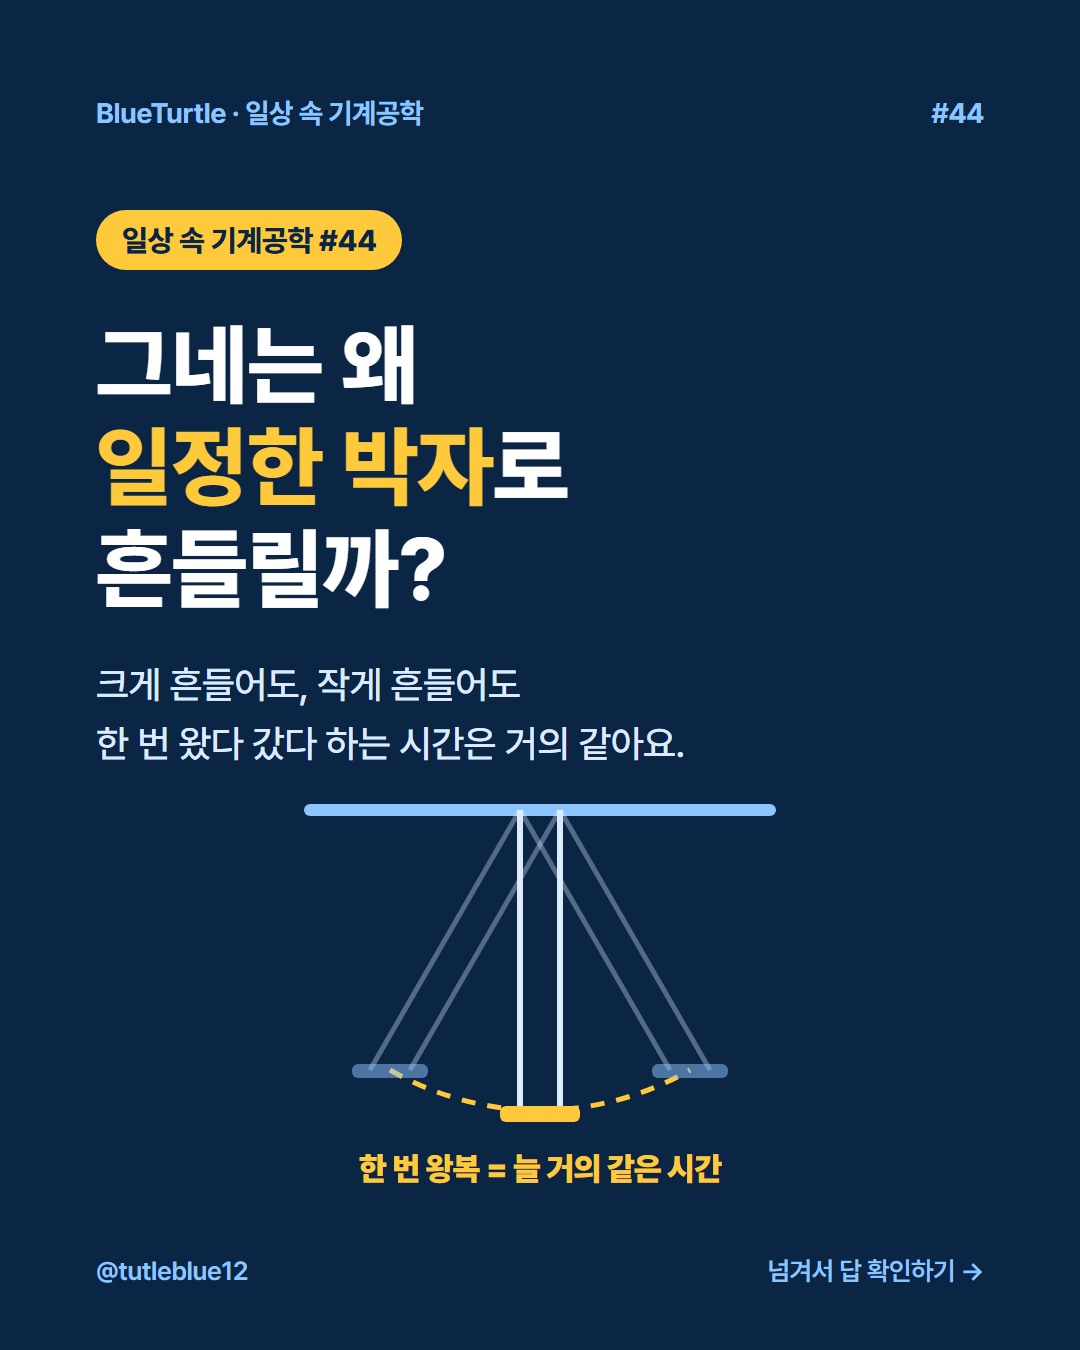 BlueTurtle · 일상 속 기계공학
#44
일상 속 기계공학 #44
그네는 왜
일정한 박자로
흔들릴까?
크게 흔들어도, 작게 흔들어도
한 번 왔다 갔다 하는 시간은 거의 같아요.
한 번 왕복 = 늘 거의 같은 시간
@tutleblue12
넘겨서 답 확인하기 →